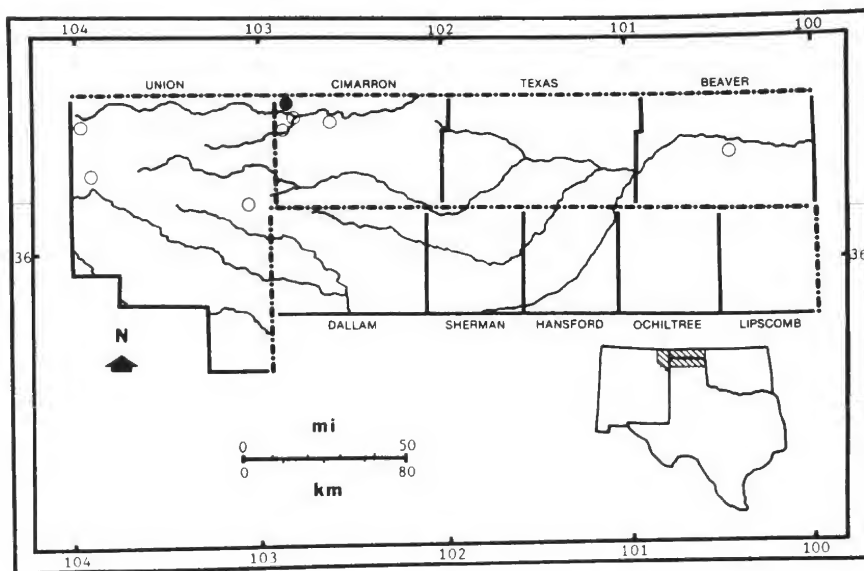 104 103 102 101 100
UNION CIMARRON TEXAS BEAVER
36 36
DALLAM SHERMAN HANSFORD OCHILTREE LIPSCOMB
N
mi
0 50
0 80
km
104 103 102 101 100